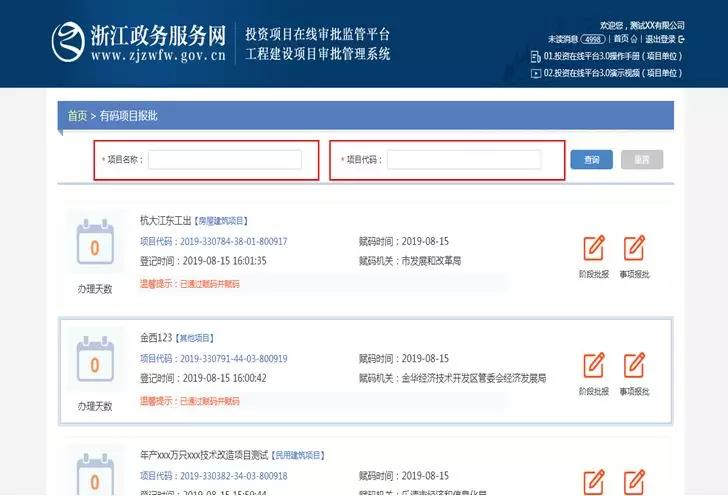 欢迎您，测试XX有限公司
未读消息 4998 | 首页 | 退出登录
浙江政务服务网
www.zjzwfw.gov.cn
投资项目在线审批监管平台
工程建设项目审批管理系统
01.投资在线平台3.0操作手册（项目单位）
02.投资在线平台3.0演示视频（项目单位）
首页 > 有码项目报批
* 项目名称：
* 项目代码：
查询
重置
0
办理天数
杭大江东工出【房屋建筑项目】
项目代码：2019-330784-38-01-800917 赋码时间：2019-08-15
登记时间：2019-08-15 16:01:35 赋码机关：市发展和改革局
温馨提示：已通过赋码并赋码
阶段批报 事项报批
0
办理天数
金西123【其他项目】
项目代码：2019-330791-44-03-800919 赋码时间：2019-08-15
登记时间：2019-08-15 16:00:42 赋码机关：金华经济技术开发区管委会经济发展局
温馨提示：已通过赋码并赋码
阶段批报 事项报批
0
年产xxx万只xxx技术改造项目测试【民用建筑项目】
项目代码：2019-330382-34-03-800918 赋码时间：2019-08-15
登记时间：2019-08-15 15:59:44 赋码机关：乐清市经济和信息化局